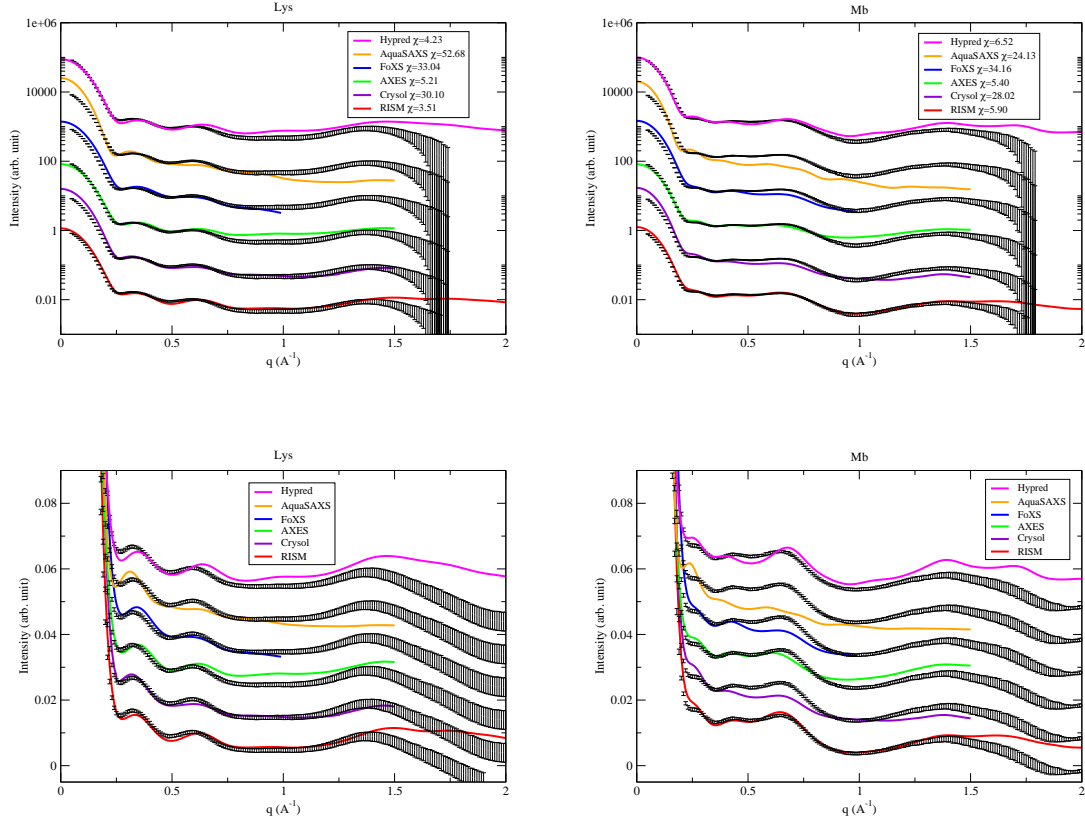 Lys
1e+06
10000
100
1
0.01
Intensity (arb. unit)
Hypred χ=4.23
AquaSAXS χ=52.68
FoXS χ=33.04
AXES χ=5.21
Crysol χ=30.10
RISM χ=3.51
0 0.5 1 1.5 2
q (A⁻¹)
Mb
1e+06
10000
100
1
0.01
Intensity (arb. unit)
Hypred χ=6.52
AquaSAXS χ=24.13
FoXS χ=34.16
AXES χ=5.40
Crysol χ=28.02
RISM χ=5.90
0 0.5 1 1.5 2
q (A⁻¹)
Lys
0.08
0.06
0.04
0.02
0
Intensity (arb. unit)
Hypred
AquaSAXS
FoXS
AXES
Crysol
RISM
0 0.5 1 1.5 2
q (A⁻¹)
Mb
0.08
0.06
0.04
0.02
0
Intensity (arb. unit)
Hypred
AquaSAXS
FoXS
AXES
Crysol
RISM
0 0.5 1 1.5 2
q (A⁻¹)